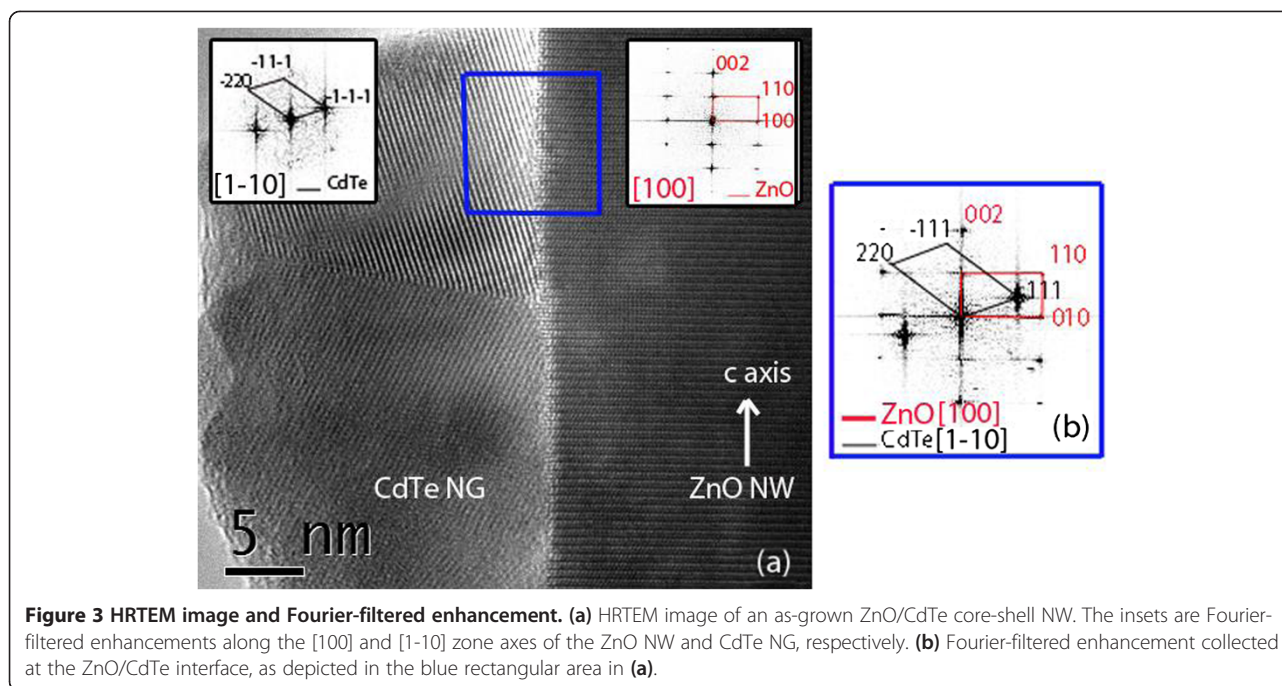 -11-1
-220
-1-1-1
[1-10] — CdTe
002
110
100
[100] — ZnO
c axis
CdTe NG
ZnO NW
5 nm
(a)
002
-111
220
110
111
010
ZnO [100]
CdTe [1-10]
(b)
Figure 3 HRTEM image and Fourier-filtered enhancement. (a) HRTEM image of an as-grown ZnO/CdTe core-shell NW. The insets are Fourier-
filtered enhancements along the [100] and [1-10] zone axes of the ZnO NW and CdTe NG, respectively. (b) Fourier-filtered enhancement collected
at the ZnO/CdTe interface, as depicted in the blue rectangular area in (a).